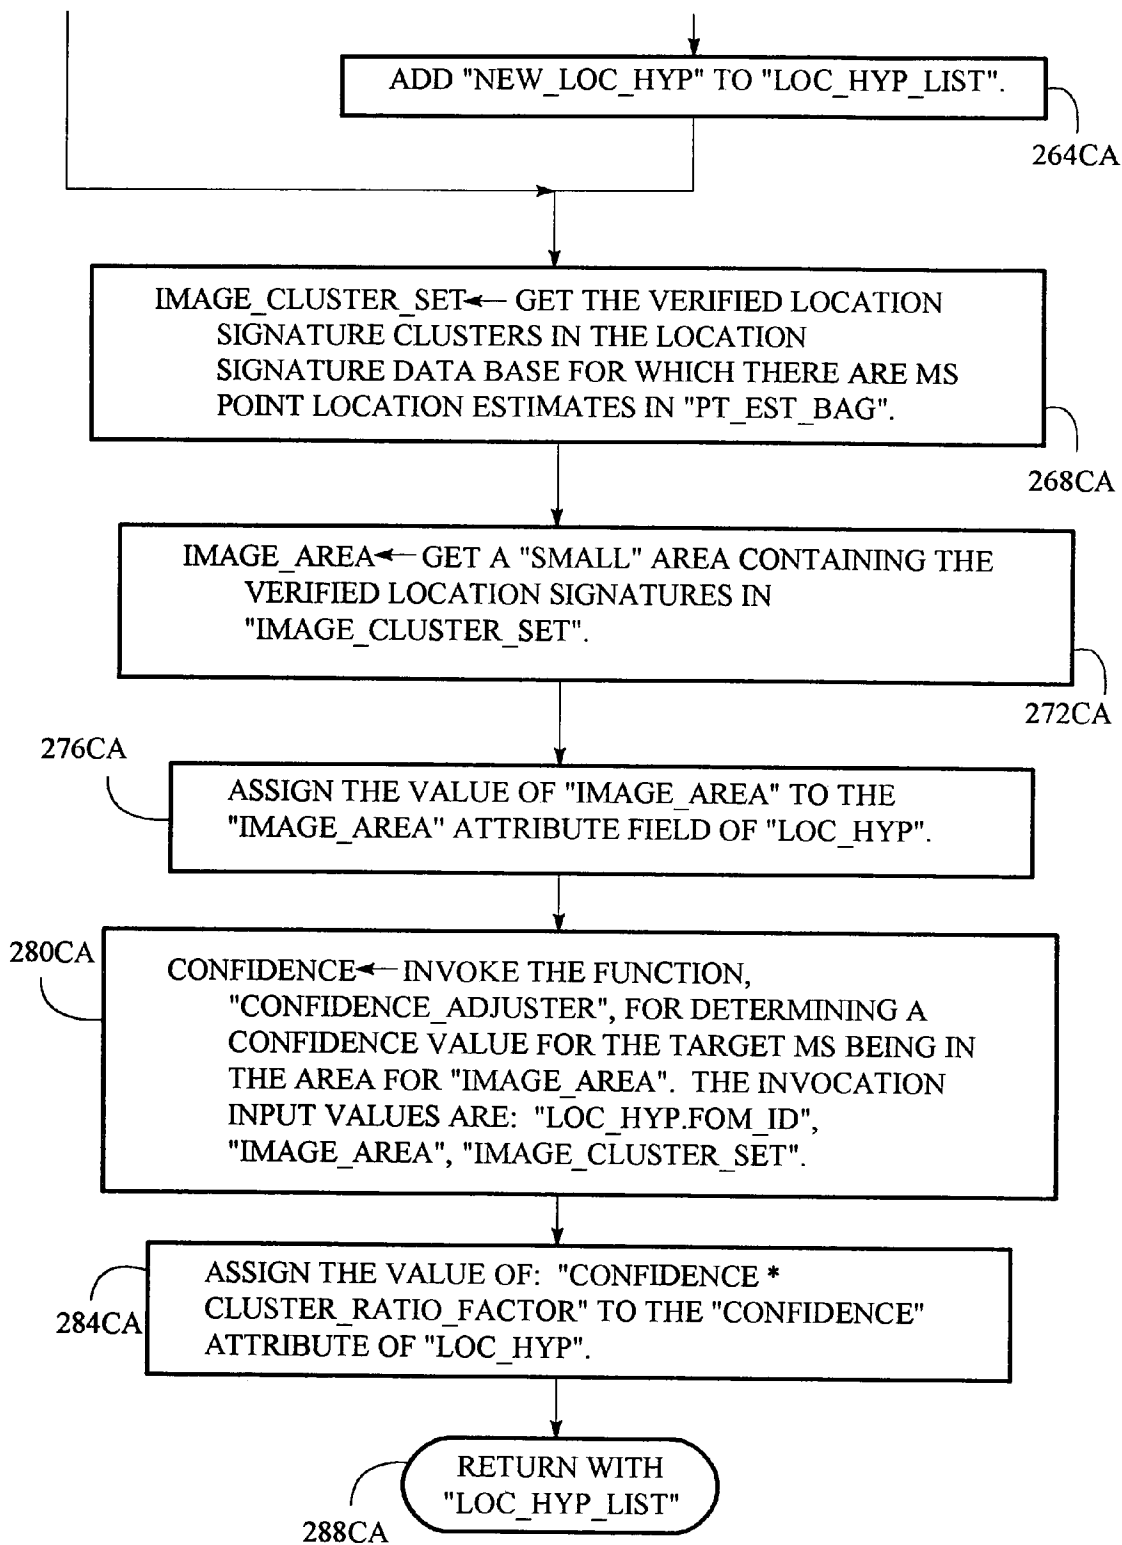 ADD "NEW_LOC_HYP" TO "LOC_HYP_LIST".
264CA
IMAGE_CLUSTER_SET← GET THE VERIFIED LOCATION
SIGNATURE CLUSTERS IN THE LOCATION
SIGNATURE DATA BASE FOR WHICH THERE ARE MS
POINT LOCATION ESTIMATES IN "PT_EST_BAG".
268CA
IMAGE_AREA← GET A "SMALL" AREA CONTAINING THE
VERIFIED LOCATION SIGNATURES IN
"IMAGE_CLUSTER_SET".
272CA
276CA
ASSIGN THE VALUE OF "IMAGE_AREA" TO THE
"IMAGE_AREA" ATTRIBUTE FIELD OF "LOC_HYP".
280CA
CONFIDENCE← INVOKE THE FUNCTION,
"CONFIDENCE_ADJUSTER", FOR DETERMINING A
CONFIDENCE VALUE FOR THE TARGET MS BEING IN
THE AREA FOR "IMAGE_AREA". THE INVOCATION
INPUT VALUES ARE: "LOC_HYP.FOM_ID",
"IMAGE_AREA", "IMAGE_CLUSTER_SET".
ASSIGN THE VALUE OF: "CONFIDENCE *
CLUSTER_RATIO_FACTOR" TO THE "CONFIDENCE"
ATTRIBUTE OF "LOC_HYP".
284CA
RETURN WITH
"LOC_HYP_LIST"
288CA